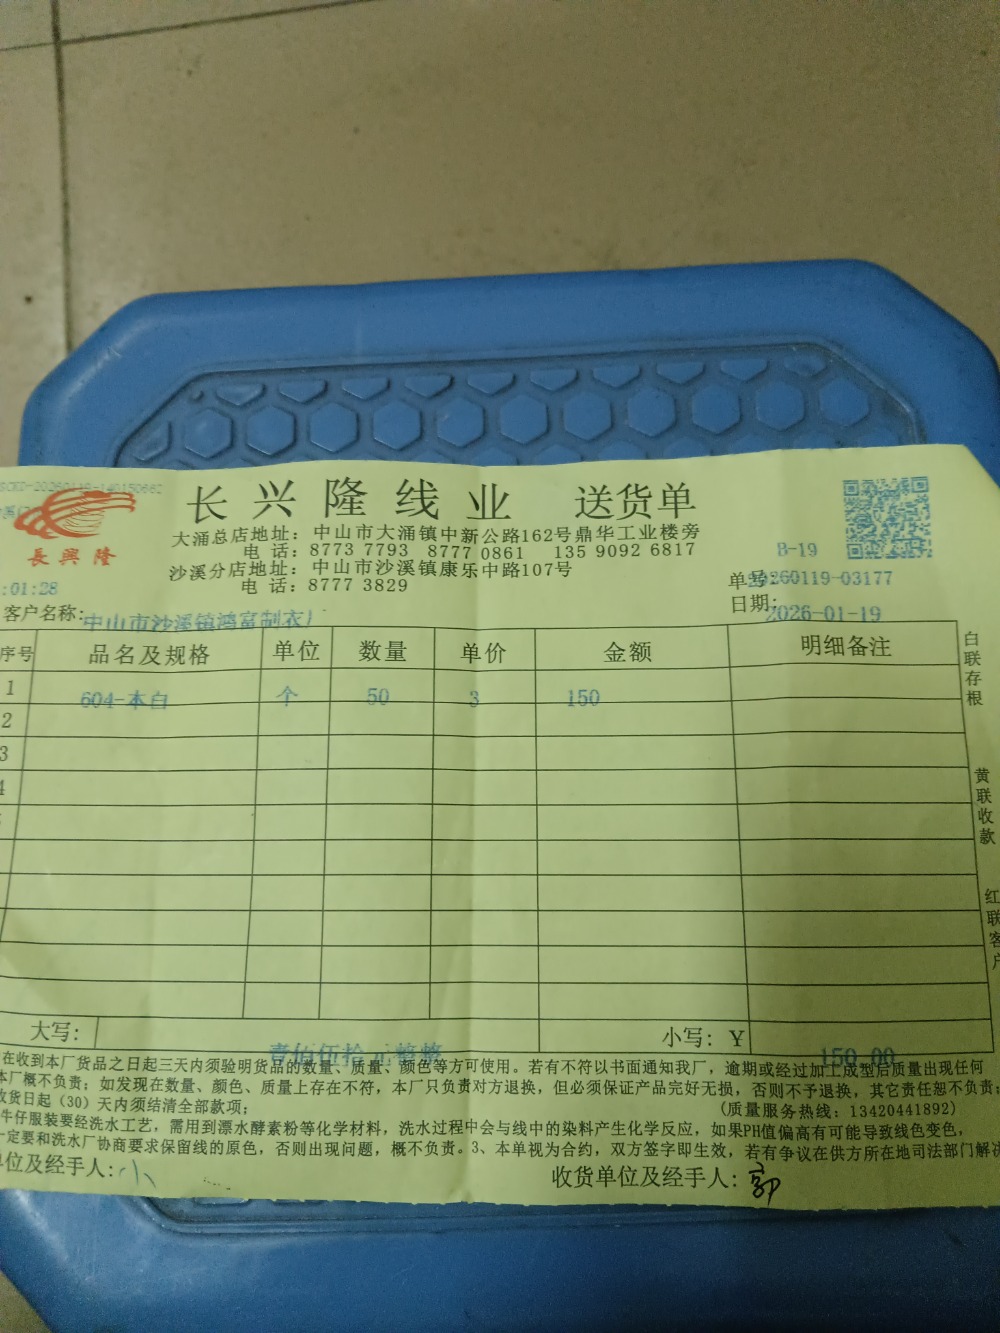 SCKD-20260119-140150662
長興隆
长兴隆线业 送货单
大涌总店地址：中山市大涌镇中新公路162号鼎华工业楼旁
电话：8773 7793 8777 0861 135 9092 6817
沙溪分店地址：中山市沙溪镇康乐中路107号
电话：8777 3829
B-19
:01:28
单号: 20260119-03177
客户名称: 中山市沙溪镇鸿富制衣厂
日期: 2026-01-19
序号 品名及规格 单位 数量 单价 金额 明细备注
1 604-本白 个 50 3 150
2
3
4
白联存根
黄联收款
红联客户
大写: 壹佰伍拾元整整 小写: ¥ 150.00
在收到本厂货品之日起三天内须验明货品的数量、质量、颜色等方可使用。若有不符以书面通知我厂，逾期或经过加工成型后质量出现任何
本厂概不负责；如发现在数量、颜色、质量上存在不符，本厂只负责对方退换，但必须保证产品完好无损，否则不予退换，其它责任恕不负责；
收货日起（30）天内须结清全部款项； (质量服务热线：13420441892)
牛仔服装要经洗水工艺，需用到漂水酵素粉等化学材料，洗水过程中会与线中的染料产生化学反应，如果PH值偏高有可能导致线色变色，
一定要和洗水厂协商要求保留线的原色，否则出现问题，概不负责。3、本单视为合约，双方签字即生效，若有争议在供方所在地司法部门解决
单位及经手人: 小 收货单位及经手人: 郭